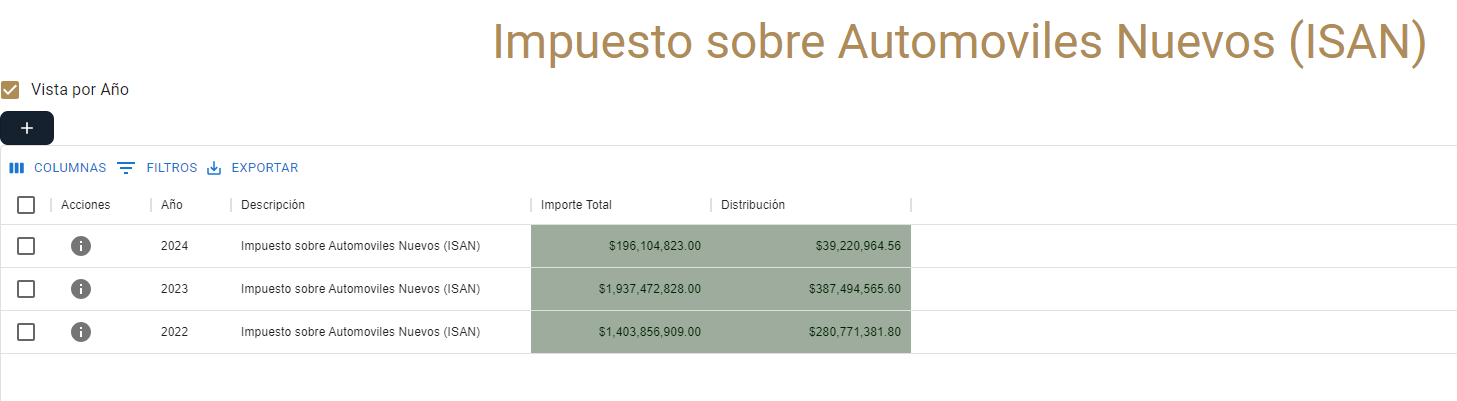 Impuesto sobre Automoviles Nuevos (ISAN)
Vista por Año
+
COLUMNAS FILTROS EXPORTAR
Acciones Año Descripción Importe Total Distribución
2024 Impuesto sobre Automoviles Nuevos (ISAN) $196,104,823.00 $39,220,964.56
2023 Impuesto sobre Automoviles Nuevos (ISAN) $1,937,472,828.00 $387,494,565.60
2022 Impuesto sobre Automoviles Nuevos (ISAN) $1,403,856,909.00 $280,771,381.80